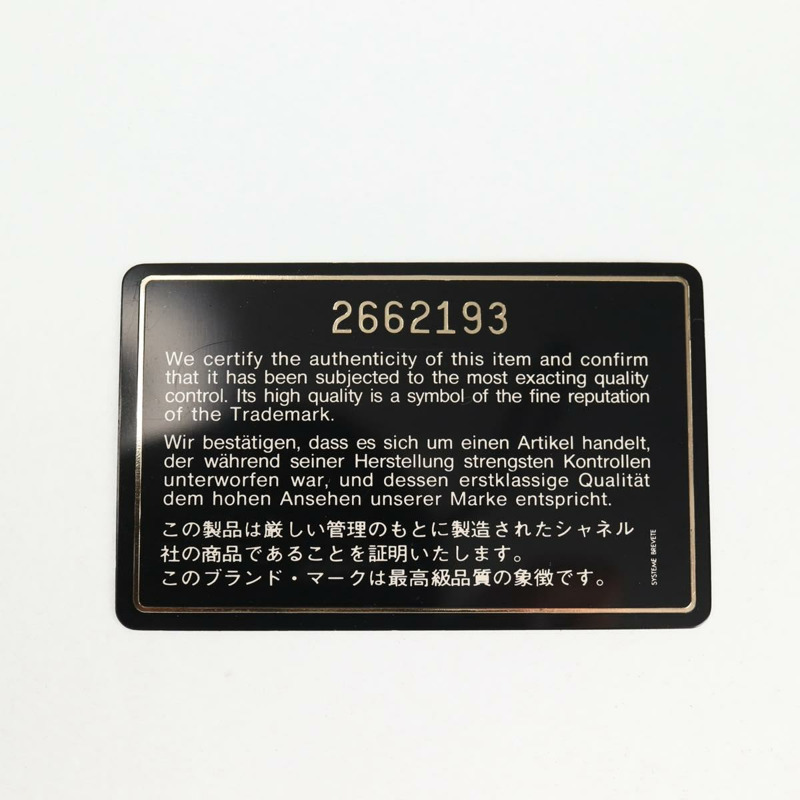 2662193
We certify the authenticity of this item and confirm
that it has been subjected to the most exacting quality
control. Its high quality is a symbol of the fine reputation
of the Trademark.
Wir bestätigen, dass es sich um einen Artikel handelt,
der während seiner Herstellung strengsten Kontrollen
unterworfen war, und dessen erstklassige Qualität
dem hohen Ansehen unserer Marke entspricht.
この製品は厳しい管理のもとに製造されたシャネル
社の商品であることを証明いたします。
このブランド・マークは最高級品質の象徴です。
SYSTEME BREVETE